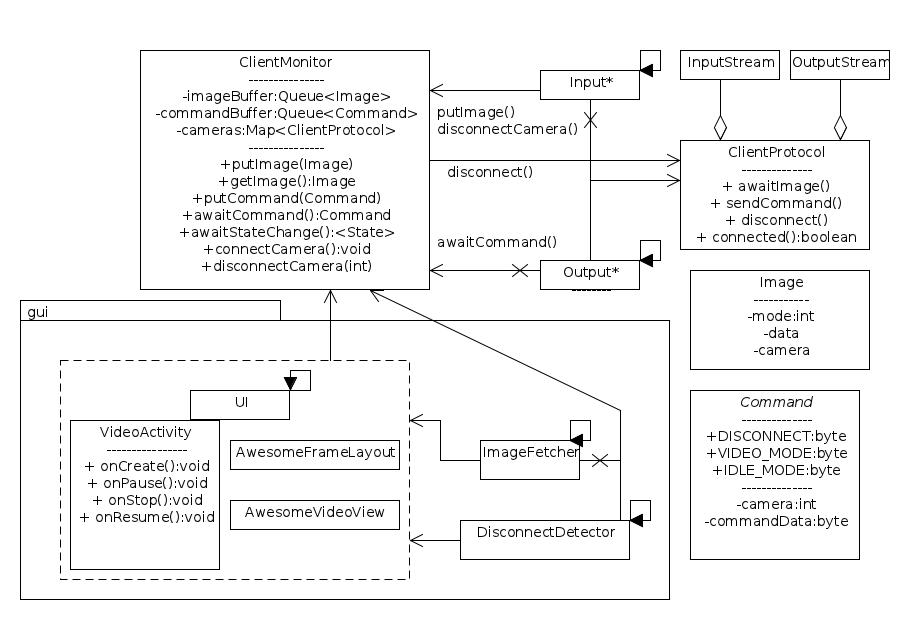 ClientMonitor
---------------
-imageBuffer:Queue<Image>
-commandBuffer:Queue<Command>
-cameras:Map<ClientProtocol>
---------------
+putImage(Image)
+getImage():Image
+putCommand(Command)
+awaitCommand():Command
+awaitStateChange():<State>
+connectCamera():void
+disconnectCamera(int)
Input*
putImage()
disconnectCamera()
disconnect()
awaitCommand()
Output*
--------
InputStream
OutputStream
ClientProtocol
--------------
+ awaitImage()
+ sendCommand()
+ disconnect()
+ connected():boolean
Image
-----------
-mode:int
-data
-camera
Command
--------------
+DISCONNECT:byte
+VIDEO_MODE:byte
+IDLE_MODE:byte
--------------
-camera:int
-commandData:byte
gui
UI
VideoActivity
----------------
+ onCreate():void
+ onPause():void
+ onStop():void
+ onResume():void
AwesomeFrameLayout
AwesomeVideoView
ImageFetcher
DisconnectDetector